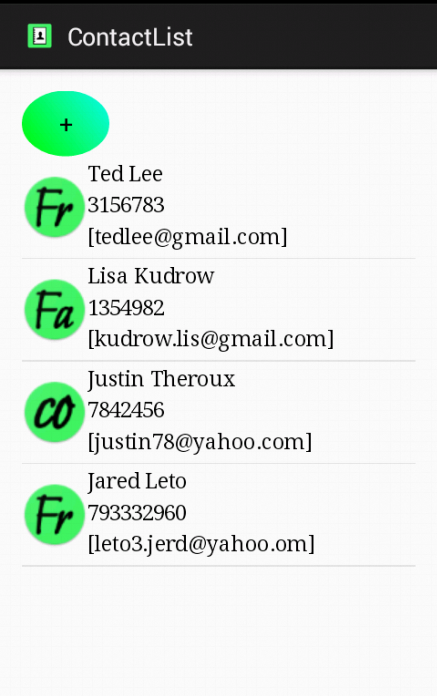 ContactList
+
Ted Lee
Fr
3156783
[tedlee@gmail.com]
Lisa Kudrow
Fa
1354982
[kudrow.lis@gmail.com]
Justin Theroux
co
7842456
[justin78@yahoo.com]
Jared Leto
Fr
793332960
[leto3.jerd@yahoo.om]